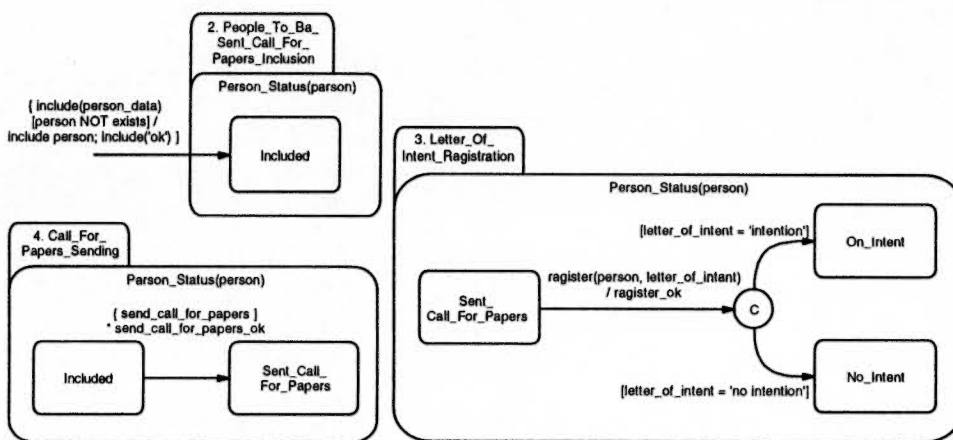 2. People_To_Ba_
Sent_Call_For_
Papers_Inclusion
Person_Status(parson)
{ include(person_data)
[person NOT exists] /
include person; include('ok') ]
Included
3. Letter_Of_
Intent_Registration
Person_Status(person)
[letter_of_intent = 'intention']
On_Intent
ragister(person, letter_of_intant)
/ ragister_ok
Sent_
Call_For_Papers
C
[letter_of_intent = 'no intention']
No_Intent
4. Call_For_
Papers_Sending
Person_Status(person)
{ send_call_for_papers ]
* send_call_for_papers_ok
Included
Sent_Call_
For_Papers